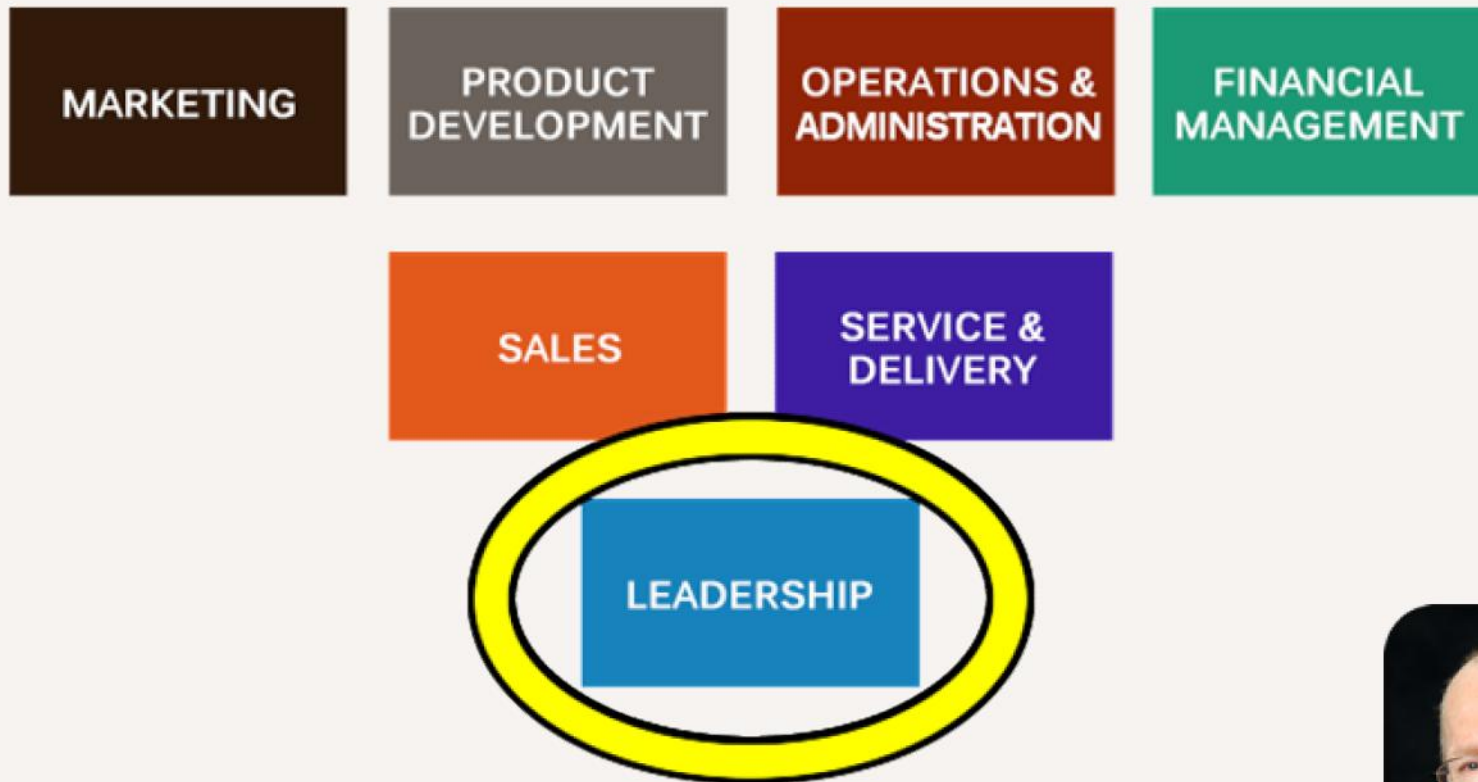 MARKETING
PRODUCT
DEVELOPMENT
OPERATIONS &
ADMINISTRATION
FINANCIAL
MANAGEMENT
SALES
SERVICE &
DELIVERY
LEADERSHIP